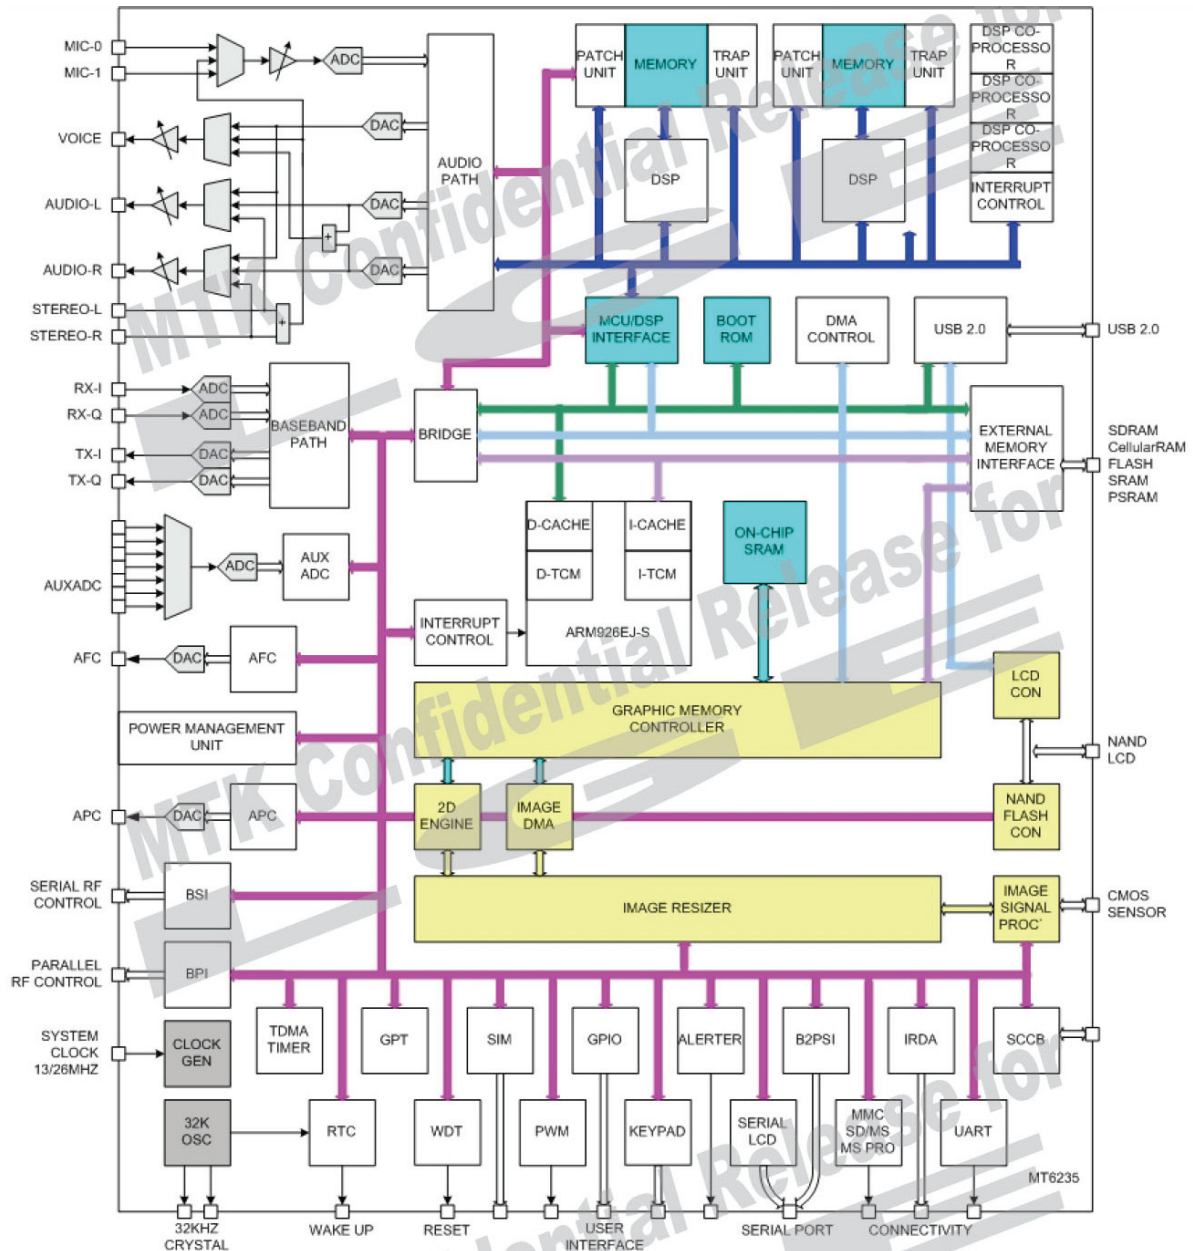 MIC-0
MIC-1
VOICE
AUDIO-L
AUDIO-R
STEREO-L
STEREO-R
ADC
DAC
DAC
DAC
+
+
AUDIO
PATH
PATCH
UNIT
MEMORY
TRAP
UNIT
DSP
PATCH
UNIT
MEMORY
TRAP
UNIT
DSP
DSP CO-
PROCESSO
R
DSP CO-
PROCESSO
R
DSP CO-
PROCESSO
R
INTERRUPT
CONTROL
MCU/DSP
INTERFACE
BOOT
ROM
DMA
CONTROL
USB 2.0
USB 2.0
RX-I
RX-Q
TX-I
TX-Q
ADC
ADC
DAC
DAC
BASEBAND
PATH
BRIDGE
EXTERNAL
MEMORY
INTERFACE
SDRAM
CellularRAM
FLASH
SRAM
PSRAM
AUXADC
ADC
AUX
ADC
D-CACHE
I-CACHE
D-TCM
I-TCM
ARM926EJ-S
ON-CHIP
SRAM
INTERRUPT
CONTROL
AFC
DAC
AFC
POWER MANAGEMENT
UNIT
GRAPHIC MEMORY
CONTROLLER
LCD
CON
NAND
LCD
APC
DAC
APC
2D
ENGINE
IMAGE
DMA
NAND
FLASH
CON
SERIAL RF
CONTROL
BSI
IMAGE RESIZER
IMAGE
SIGNAL
PROC'
CMOS
SENSOR
PARALLEL
RF CONTROL
BPI
SYSTEM
CLOCK
13/26MHZ
CLOCK
GEN
TDMA
TIMER
GPT
SIM
GPIO
ALERTER
B2PSI
IRDA
SCCB
32K
OSC
RTC
WDT
PWM
KEYPAD
SERIAL
LCD
MMC
SD/MS
MS PRO
UART
MT6235
32KHZ
CRYSTAL
WAKE UP
RESET
USER
INTERFACE
SERIAL PORT
CONNECTIVITY
MTK Confidential Release for
MTK Confidential Release for
Confidential Release for